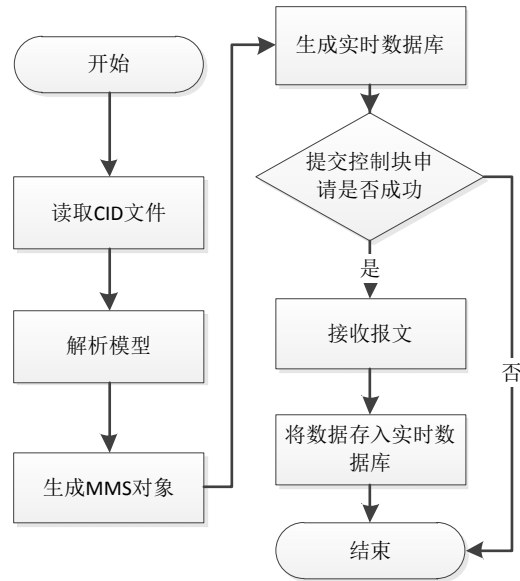 开始
读取CID文件
解析模型
生成MMS对象
生成实时数据库
提交控制块申
请是否成功
是
接收报文
否
将数据存入实时数
据库
结束